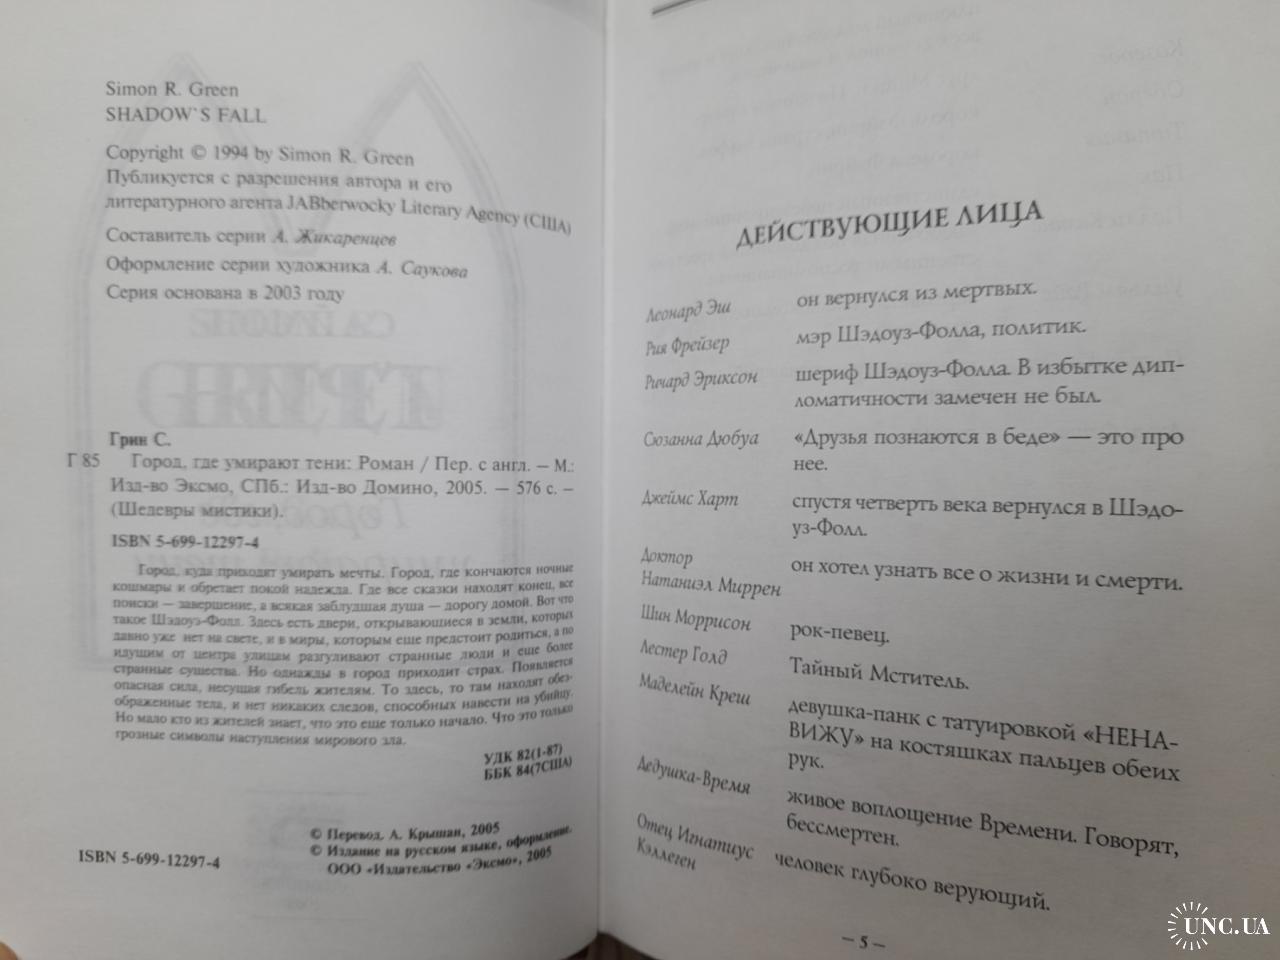 Simon R. Green
SHADOW`S FALL
Copyright © 1994 by Simon R. Green
Публикуется с разрешения автора и его
литературного агента JABberwocky Literary Agency (США)
Составитель серии А. Жикаренцев
Оформление серии художника А. Саукова
Серия основана в 2003 году
Грин С.
Г 85 Город, где умирают тени: Роман / Пер. с англ. — М.:
Изд-во Эксмо, СПб.: Изд-во Домино, 2005. — 576 с. —
(Шедевры мистики).
ISBN 5-699-12297-4
Город, куда приходят умирать мечты. Город, где кончаются ночные
кошмары и обретает покой надежда. Где все сказки находят конец, все
поиски — завершение, а всякая заблудшая душа — дорогу домой. Вот что
такое Шэдоуз-Фолл. Здесь есть двери, открывающиеся в земли, которых
давно уже нет на свете, и в миры, которым еще предстоит родиться, а по
идущим от центра улицам разгуливают странные люди и еще более
странные существа. Но однажды в город приходит страх. Появляется
опасная сила, несущая гибель жителям. То здесь, то там находят обез-
ображенные тела, и нет никаких следов, способных навести на убийцу.
Но мало кто из жителей знает, что это еще только начало. Что это только
грозные символы наступления мирового зла.
УДК 82(1-87)
ББК 84(7США)
© Перевод. А. Крышан, 2005
© Издание на русском языке, оформление.
ООО «Издательство «Эксмо», 2005
ISBN 5-699-12297-4
ДЕЙСТВУЮЩИЕ ЛИЦА
Леонард Эш он вернулся из мертвых.
Рия Фрейзер мэр Шэдоуз-Фолла, политик.
Ричард Эриксон шериф Шэдоуз-Фолла. В избытке дип-
ломатичности замечен не был.
Сюзанна Дюбуа «Друзья познаются в беде» — это про
нее.
Джеймс Харт спустя четверть века вернулся в Шэдо-
уз-Фолл.
Доктор
Натаниэл Миррен он хотел узнать все о жизни и смерти.
Шин Моррисон рок-певец.
Лестер Голд Тайный Мститель.
Маделейн Креш девушка-панк с татуировкой «НЕНА-
ВИЖУ» на костяшках пальцев обеих
рук.
Дедушка-Время живое воплощение Времени. Говорят,
бессмертен.
Отец Игнатиус
Кэллеген человек глубоко верующий.
— 5 —
UNC.UA